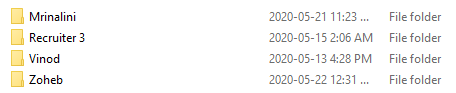 Mrinalini 2020-05-21 11:23 ... File folder
Recruiter 3 2020-05-15 2:06 AM File folder
Vinod 2020-05-13 4:28 PM File folder
Zoheb 2020-05-22 12:31 ... File folder